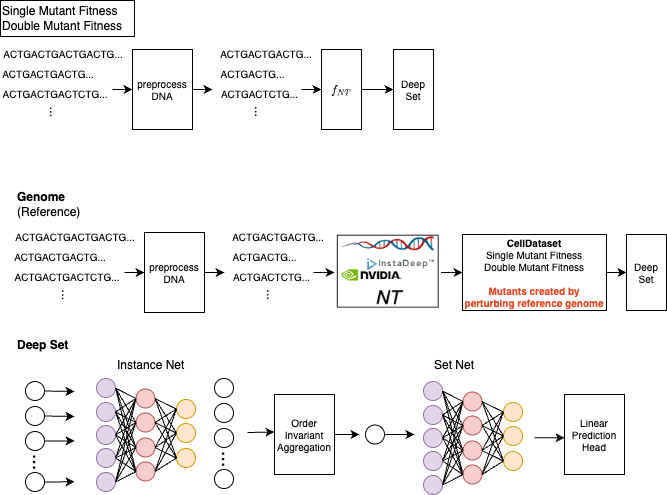 Single Mutant Fitness
Double Mutant Fitness
ACTGACTGACTGACTG...
ACTGACTGACTG...
ACTGACTGACTCTG...
preprocess
DNA
ACTGACTGACTG...
ACTGACTG...
ACTGACTCTG...
f_NT
Deep
Set
Genome
(Reference)
ACTGACTGACTGACTG...
ACTGACTGACTG...
ACTGACTGACTCTG...
preprocess
DNA
ACTGACTGACTG...
ACTGACTG...
ACTGACTCTG...
InstaDeep™
NVIDIA.
NT
CellDataset
Single Mutant Fitness
Double Mutant Fitness
Mutants created by
perturbing reference genome
Deep
Set
Deep Set
Instance Net
Set Net
Order
Invariant
Aggregation
Linear
Prediction
Head